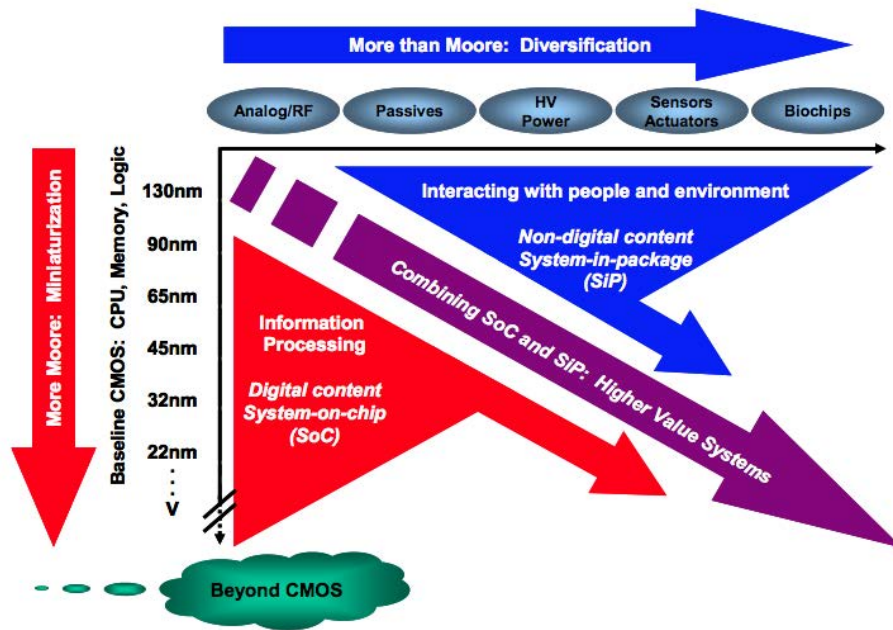 More than Moore: Diversification
Analog/RF
Passives
HV
Power
Sensors
Actuators
Biochips
More Moore: Miniaturization
Baseline CMOS: CPU, Memory, Logic
130nm
90nm
65nm
45nm
32nm
22nm
.
.
.
V
Interacting with people and environment
Non-digital content
System-in-package
(SiP)
Combining SoC and SiP: Higher Value Systems
Information
Processing
Digital content
System-on-chip
(SoC)
Beyond CMOS